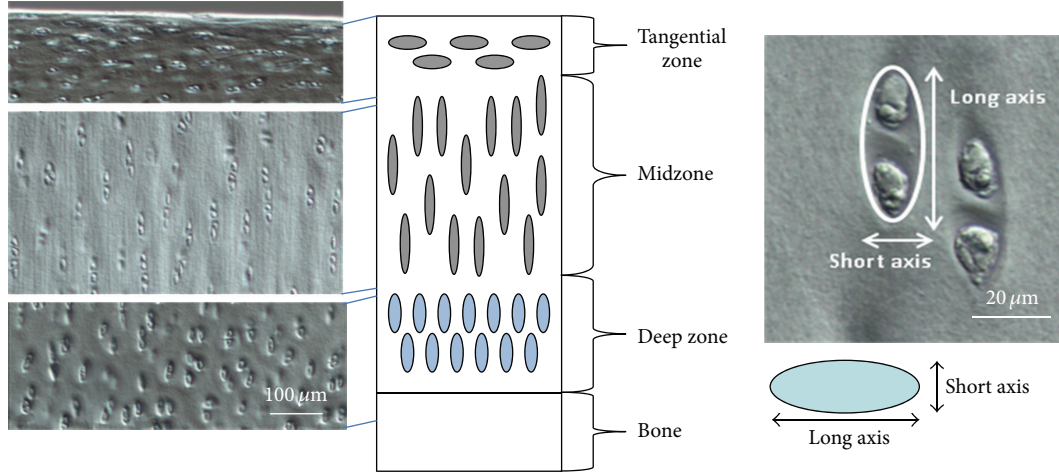 Tangential
zone
Midzone
Deep zone
Bone
100 μm
Long axis
Short axis
20 μm
Short axis
Long axis